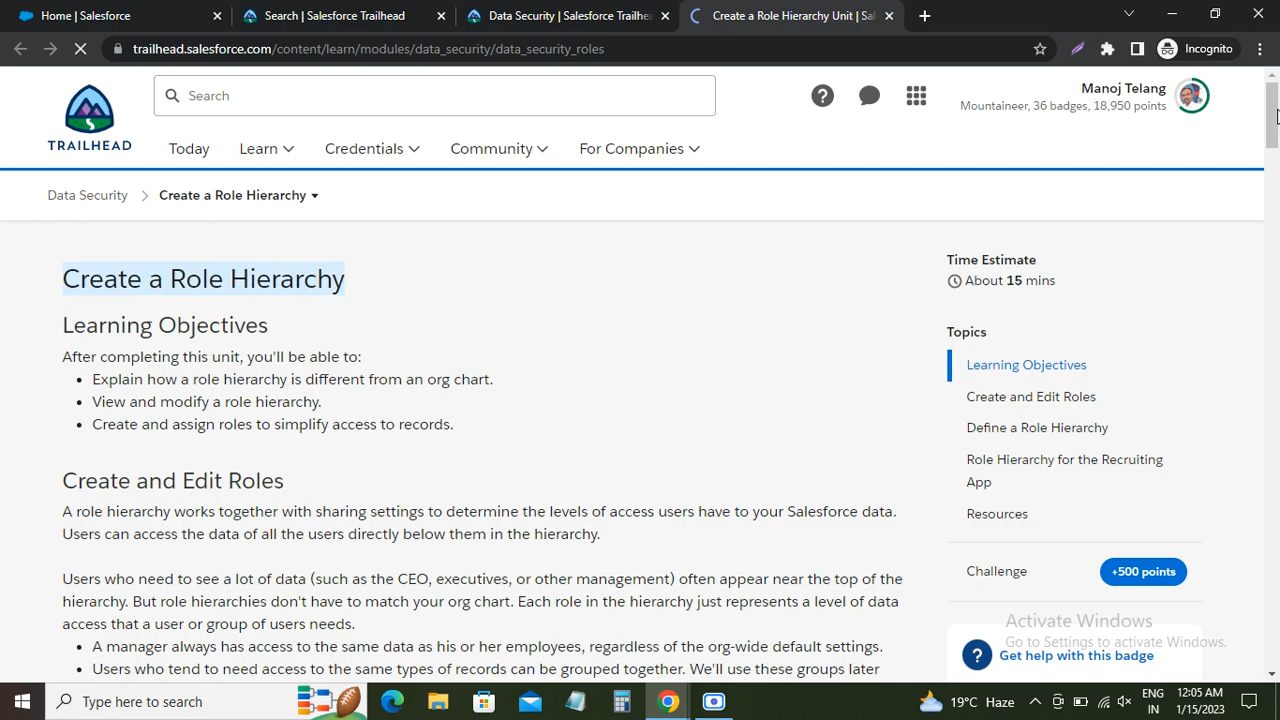 Home | Salesforce
Search | Salesforce Trailhead
Data Security | Salesforce Trailhe
Create a Role Hierarchy Unit | Sal
trailhead.salesforce.com/content/learn/modules/data_security/data_security_roles
Incognito
TRAILHEAD
Search
Manoj Telang
Mountaineer, 36 badges, 18,950 points
Today
Learn
Credentials
Community
For Companies
Data Security
Create a Role Hierarchy
Create a Role Hierarchy
Learning Objectives
After completing this unit, you'll be able to:
• Explain how a role hierarchy is different from an org chart.
• View and modify a role hierarchy.
• Create and assign roles to simplify access to records.
Create and Edit Roles
A role hierarchy works together with sharing settings to determine the levels of access users have to your Salesforce data.
Users can access the data of all the users directly below them in the hierarchy.
Users who need to see a lot of data (such as the CEO, executives, or other management) often appear near the top of the
hierarchy. But role hierarchies don't have to match your org chart. Each role in the hierarchy just represents a level of data
access that a user or group of users needs.
• A manager always has access to the same data as his or her employees, regardless of the org-wide default settings.
• Users who tend to need access to the same types of records can be grouped together. We'll use these groups later
Time Estimate
About 15 mins
Topics
Learning Objectives
Create and Edit Roles
Define a Role Hierarchy
Role Hierarchy for the Recruiting
App
Resources
Challenge
+500 points
Activate Windows
Go to Settings to activate Windows.
? Get help with this badge
Type here to search
19°C Haze
ENG
IN
12:05 AM
1/15/2023